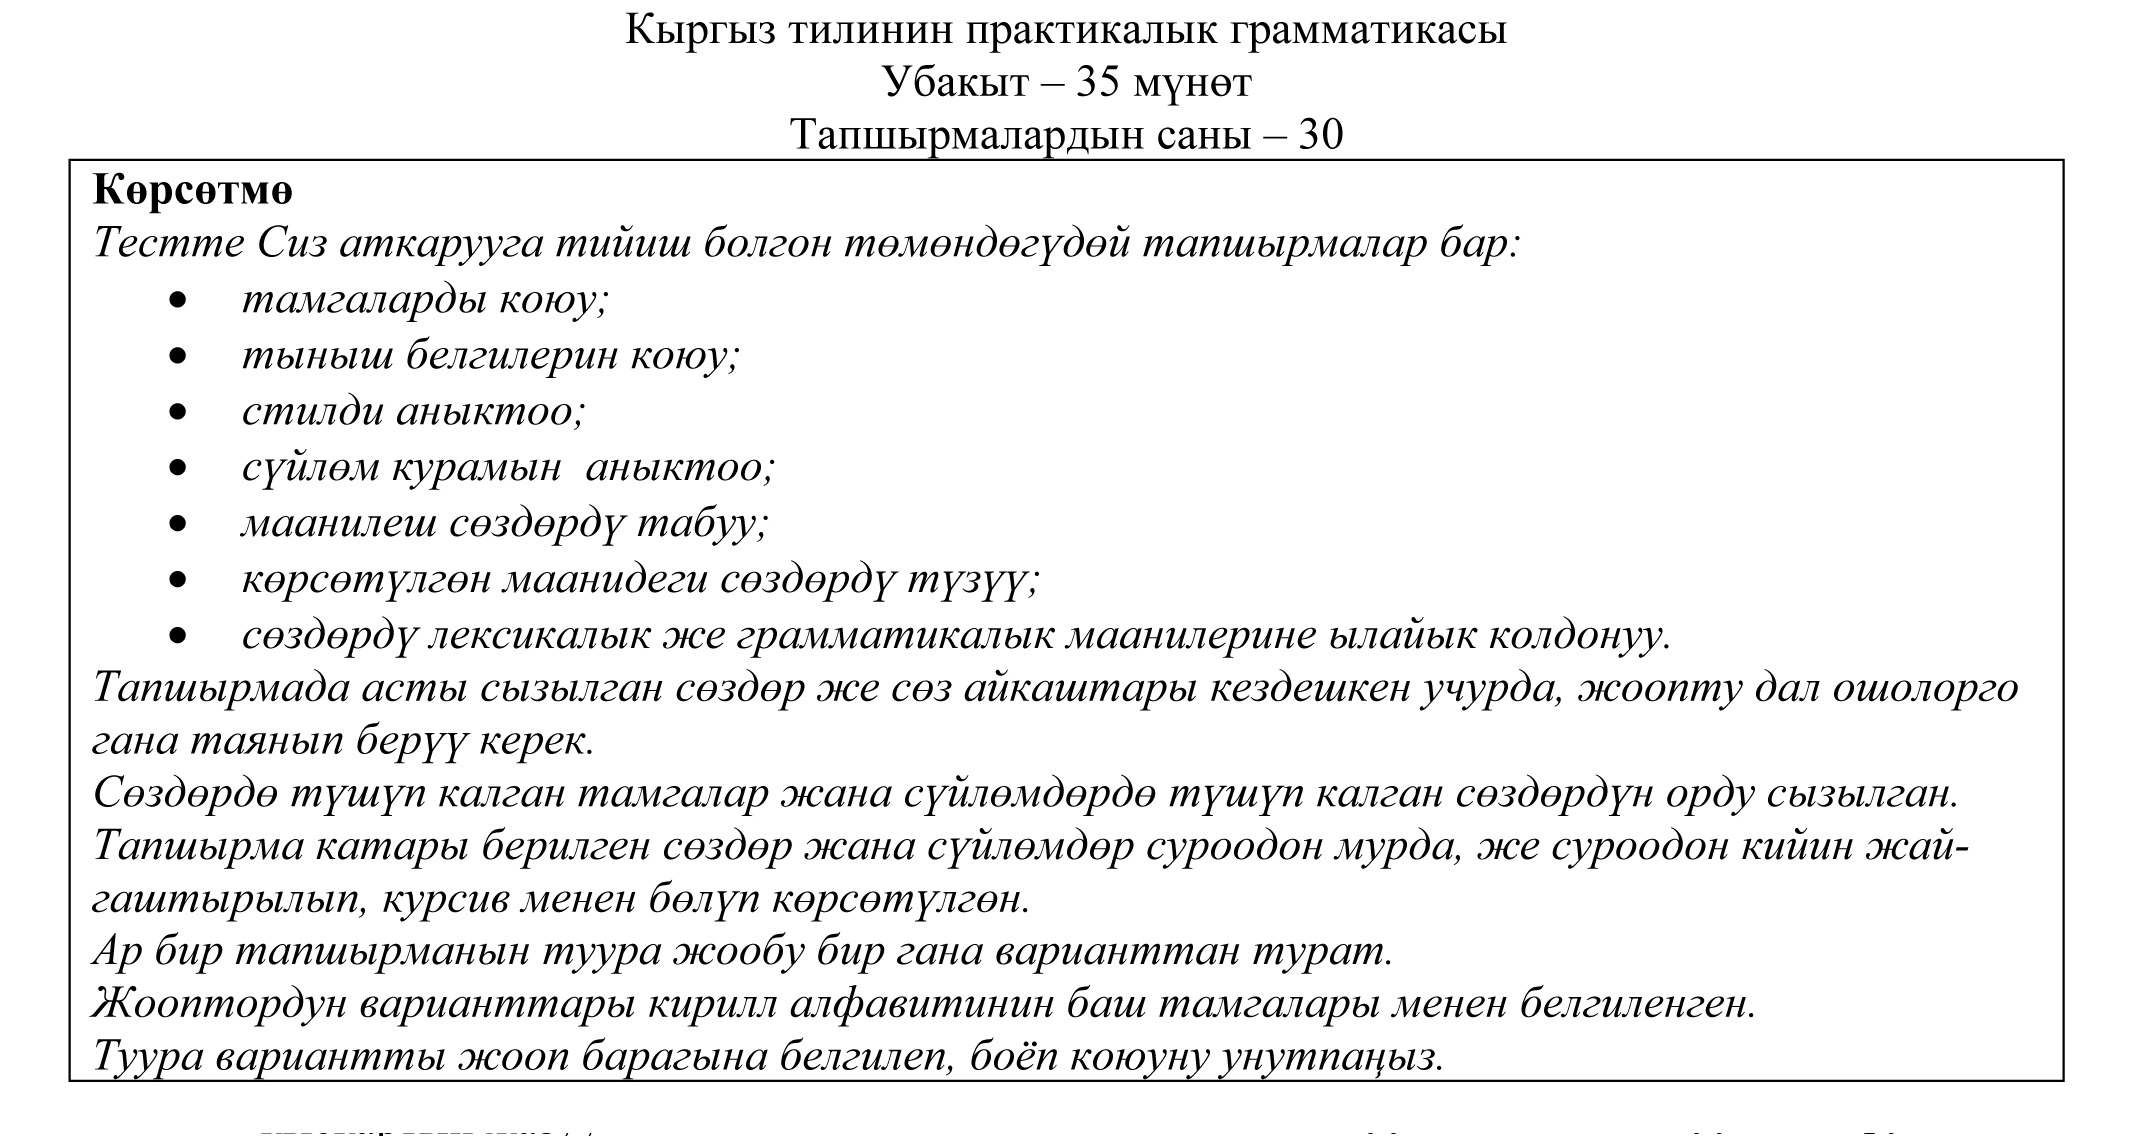 Кыргыз тилинин практикалык грамматикасы
Убакыт – 35 мүнөт
Тапшырмалардын саны – 30
Көрсөтмө
Тестте Сиз аткарууга тийиш болгон төмөндөгүдөй тапшырмалар бар:
• тамгаларды коюу;
• тыныш белгилерин коюу;
• стилди аныктоо;
• сүйлөм курамын аныктоо;
• маанилеш сөздөрдү табуу;
• көрсөтүлгөн маанидеги сөздөрдү түзүү;
• сөздөрдү лексикалык же грамматикалык маанилерине ылайык колдонуу.
Тапшырмада асты сызылган сөздөр же сөз айкаштары кездешкен учурда, жоопту дал ошолорго
гана таянып берүү керек.
Сөздөрдө түшүп калган тамгалар жана сүйлөмдөрдө түшүп калган сөздөрдүн орду сызылган.
Тапшырма катары берилген сөздөр жана сүйлөмдөр суроодон мурда, же суроодон кийин жай-
гаштырылып, курсив менен бөлүп көрсөтүлгөн.
Ар бир тапшырманын туура жообу бир гана варианттан турат.
Жооптордун варианттары кирилл алфавитинин баш тамгалары менен белгиленген.
Туура вариантты жооп барагына белгилеп, боёп коюуну унутпаңыз.